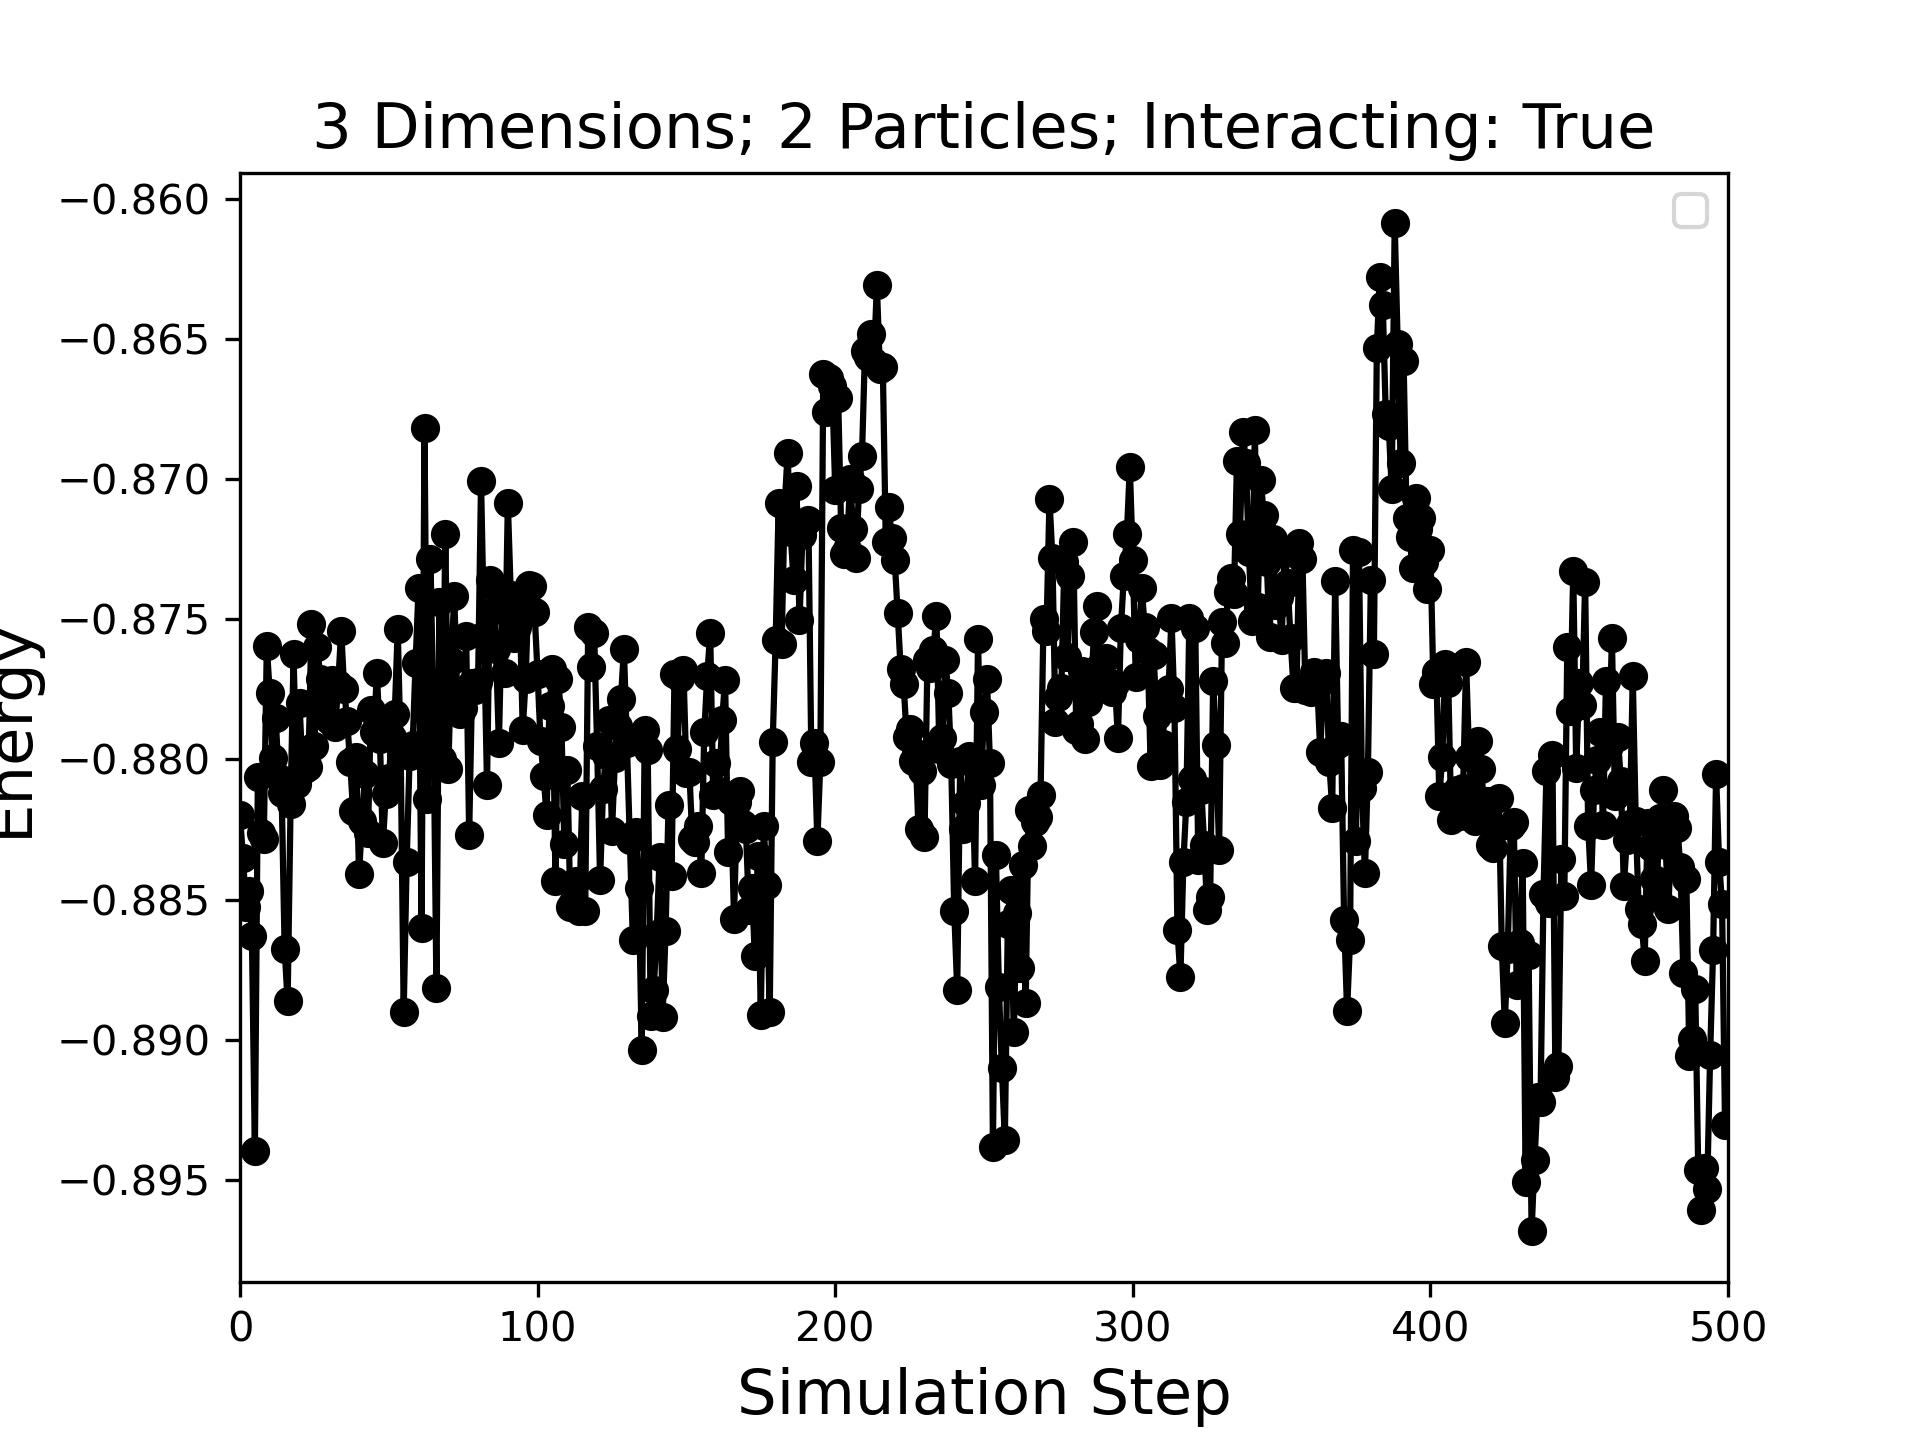 3 Dimensions; 2 Particles; Interacting: True
−0.860
−0.865
−0.870
−0.875
−0.880
−0.885
−0.890
−0.895
Energy
0 100 200 300 400 500
Simulation Step